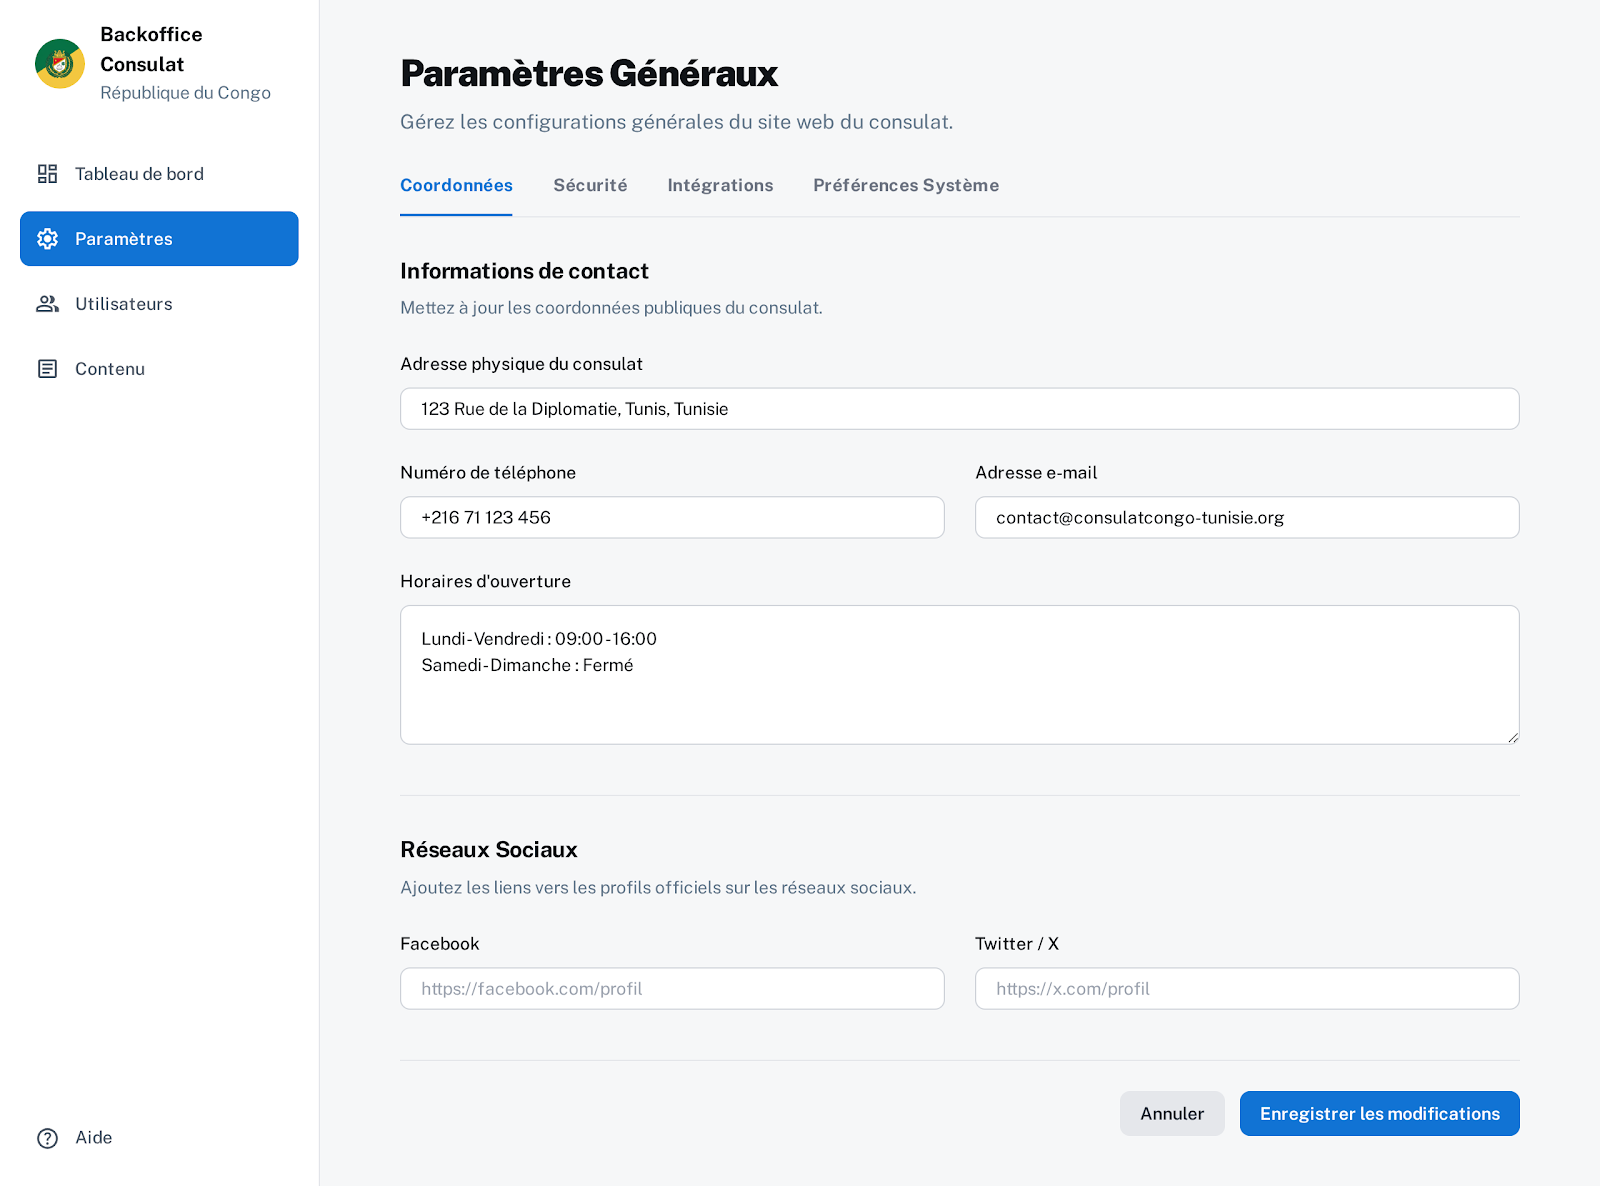 Backoffice
Consulat
République du Congo
Tableau de bord
Paramètres
Utilisateurs
Contenu
Aide
Paramètres Généraux
Gérez les configurations générales du site web du consulat.
Coordonnées
Sécurité
Intégrations
Préférences Système
Informations de contact
Mettez à jour les coordonnées publiques du consulat.
Adresse physique du consulat
123 Rue de la Diplomatie, Tunis, Tunisie
Numéro de téléphone
+216 71 123 456
Adresse e-mail
contact@consulatcongo-tunisie.org
Horaires d'ouverture
Lundi - Vendredi : 09:00 - 16:00
Samedi - Dimanche : Fermé
Réseaux Sociaux
Ajoutez les liens vers les profils officiels sur les réseaux sociaux.
Facebook
https://facebook.com/profil
Twitter / X
https://x.com/profil
Annuler
Enregistrer les modifications